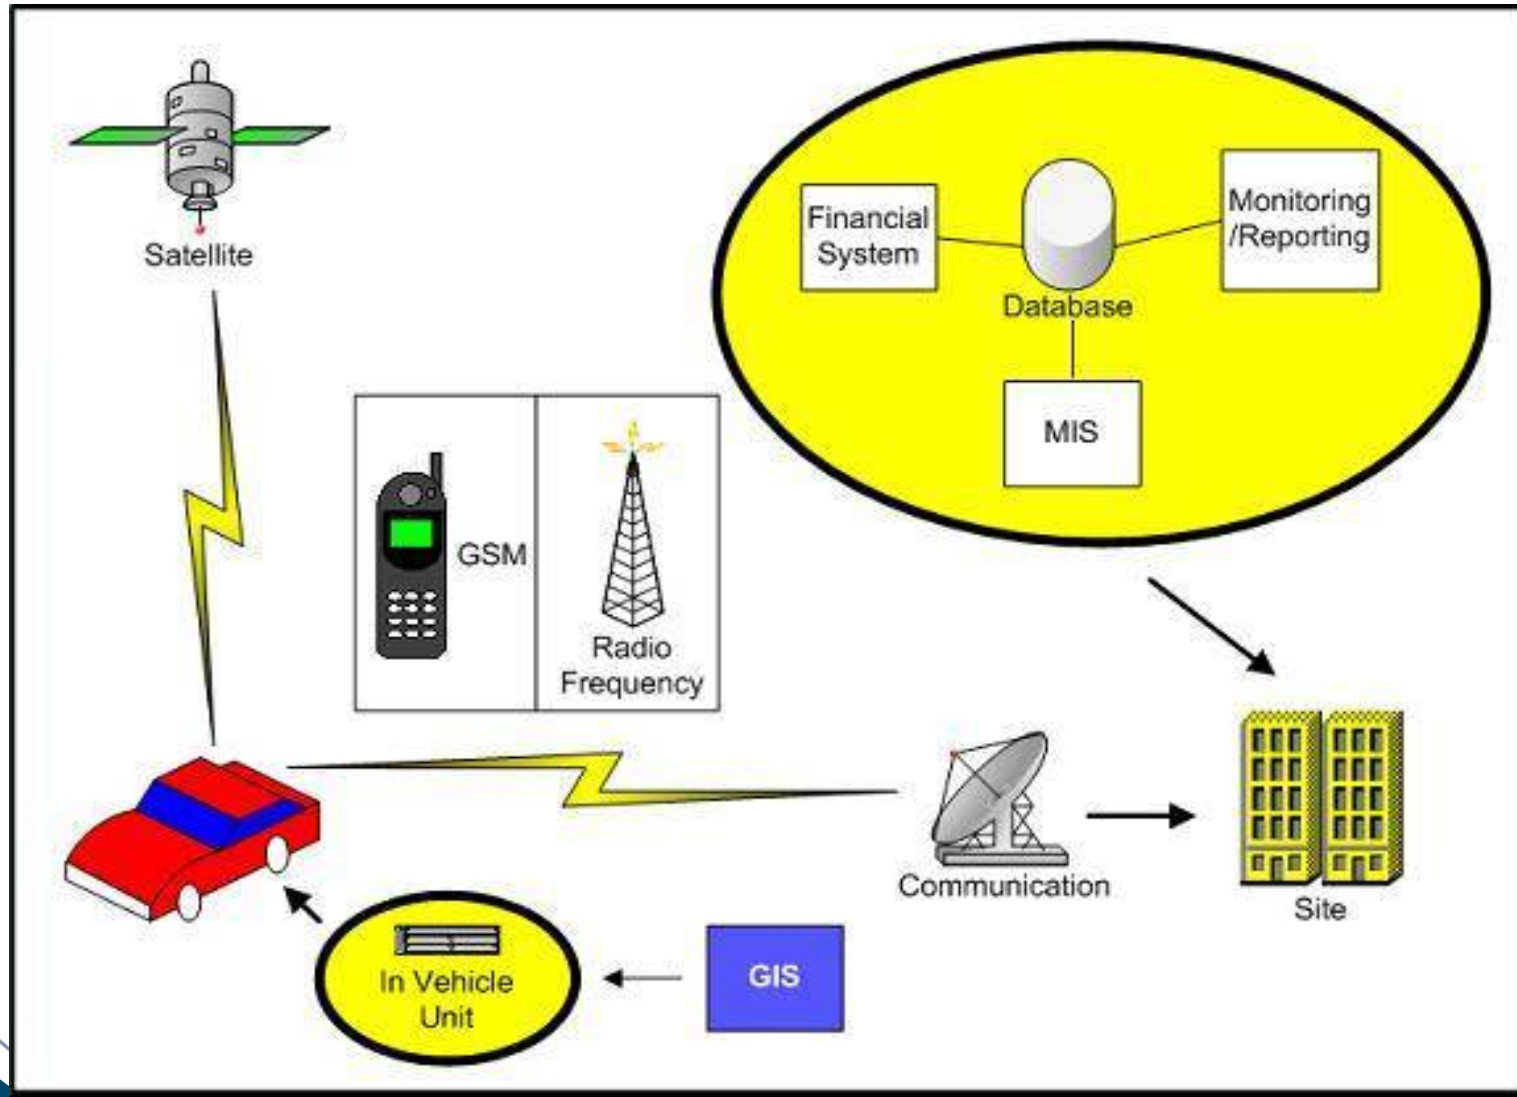 Satellite
Financial
System
Database
Monitoring
/Reporting
MIS
GSM
Radio
Frequency
Communication
Site
In Vehicle
Unit
GIS